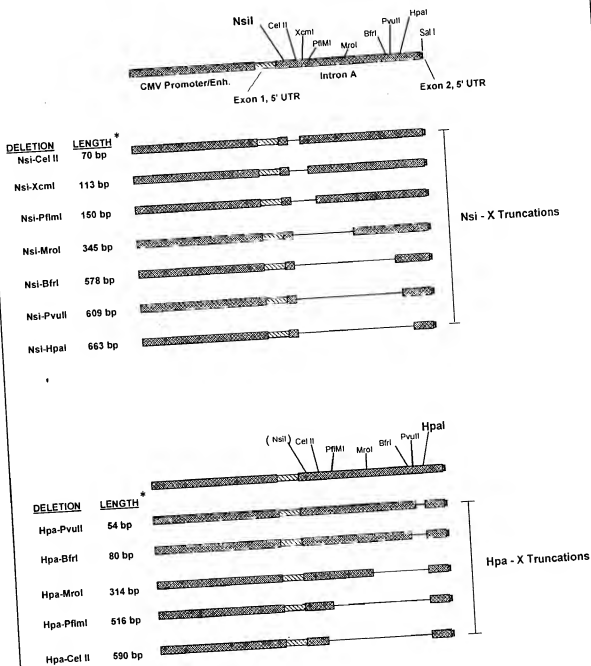 NsiI
Cel II
XcmI
PflMI
MroI
BfrI
PvuII
HpaI
Sal I
CMV Promoter/Enh.
Intron A
Exon 1, 5' UTR
Exon 2, 5' UTR
DELETION LENGTH *
Nsi-Cel II 70 bp
Nsi-XcmI 113 bp
Nsi-PflmI 150 bp
Nsi-MroI 345 bp
Nsi-BfrI 578 bp
Nsi-PvuII 609 bp
Nsi-HpaI 663 bp
Nsi - X Truncations
( NsiI )
Cel II
PflMI
MroI
BfrI
PvuII
HpaI
DELETION LENGTH *
Hpa-PvuII 54 bp
Hpa-BfrI 80 bp
Hpa-MroI 314 bp
Hpa-PflmI 516 bp
Hpa-Cel II 590 bp
Hpa - X Truncations